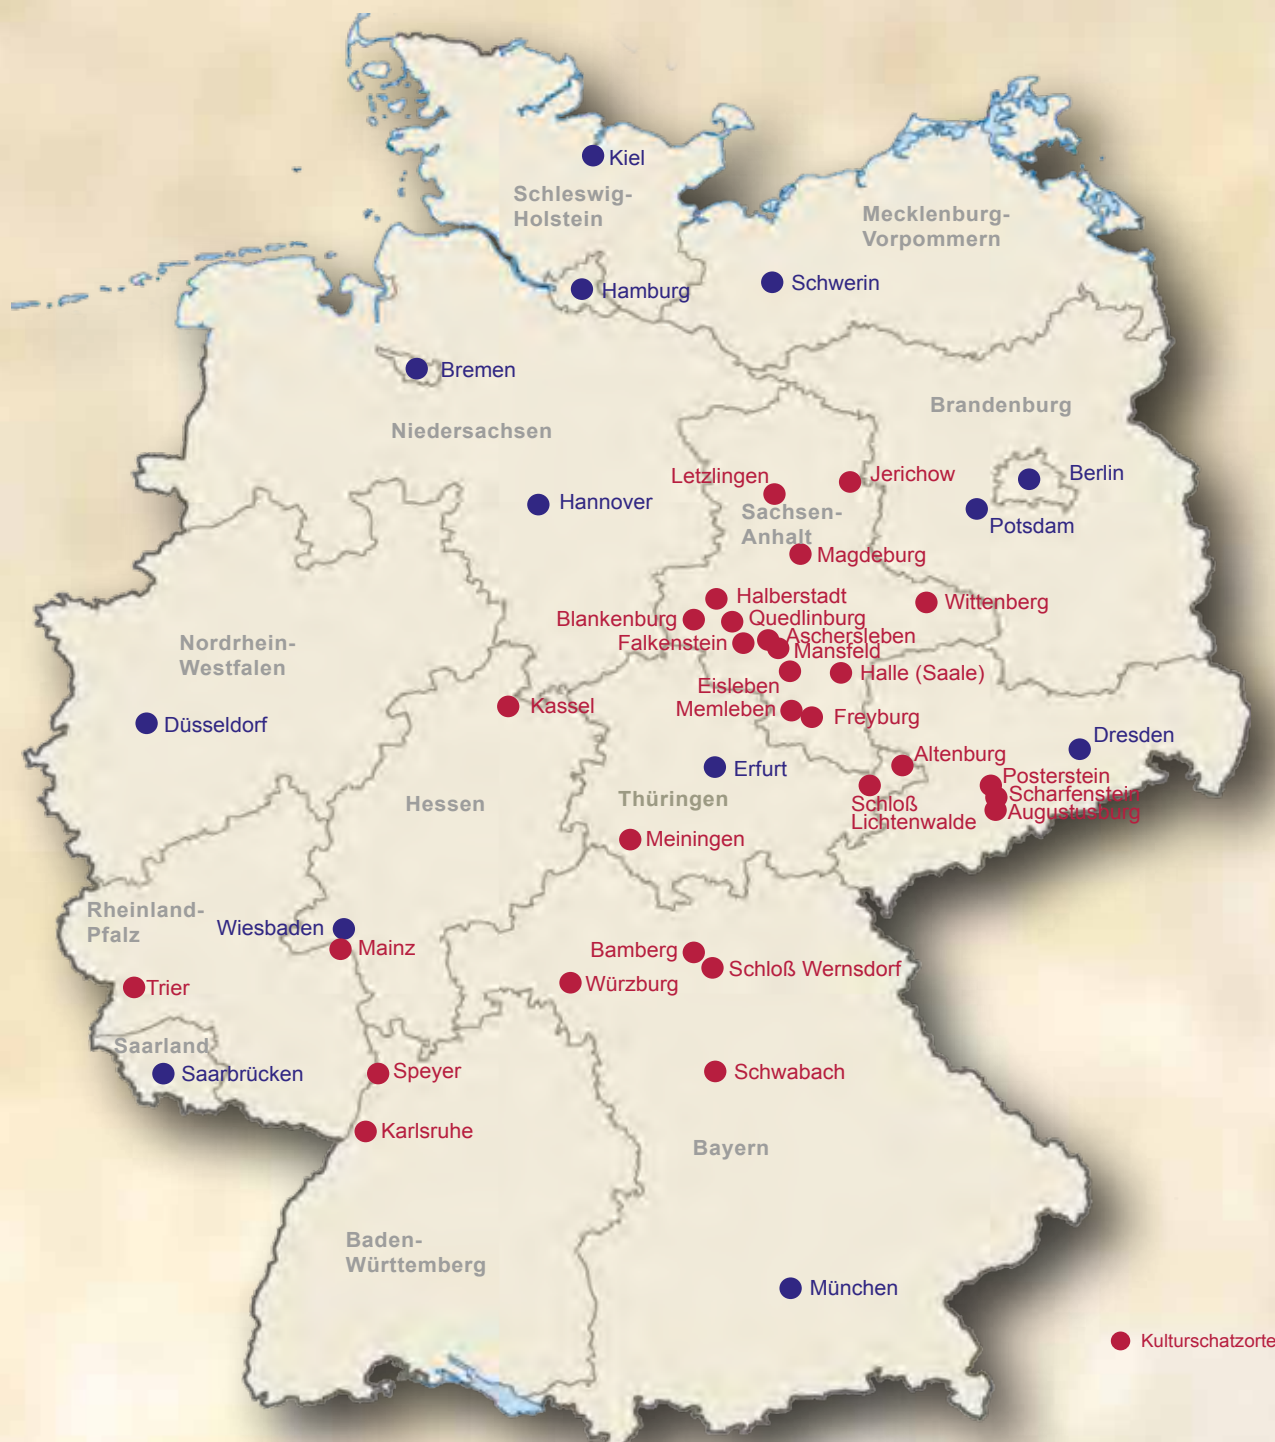 Kiel
Schleswig-
Holstein
Mecklenburg-
Vorpommern
Hamburg
Schwerin
Bremen
Brandenburg
Niedersachsen
Letzlingen
Jerichow
Berlin
Hannover
Sachsen-
Anhalt
Potsdam
Magdeburg
Halberstadt
Wittenberg
Blankenburg
Quedlinburg
Falkenstein
Aschersleben
Mansfeld
Nordrhein-
Westfalen
Eisleben
Halle (Saale)
Kassel
Memleben
Freyburg
Düsseldorf
Dresden
Altenburg
Erfurt
Posterstein
Scharfenstein
Augustusburg
Hessen
Thüringen
Schloß
Lichtenwalde
Meiningen
Rheinland-
Pfalz
Wiesbaden
Mainz
Bamberg
Schloß Wernsdorf
Trier
Würzburg
Saarland
Saarbrücken
Speyer
Schwabach
Karlsruhe
Bayern
Baden-
Württemberg
München
Kulturschatzorte